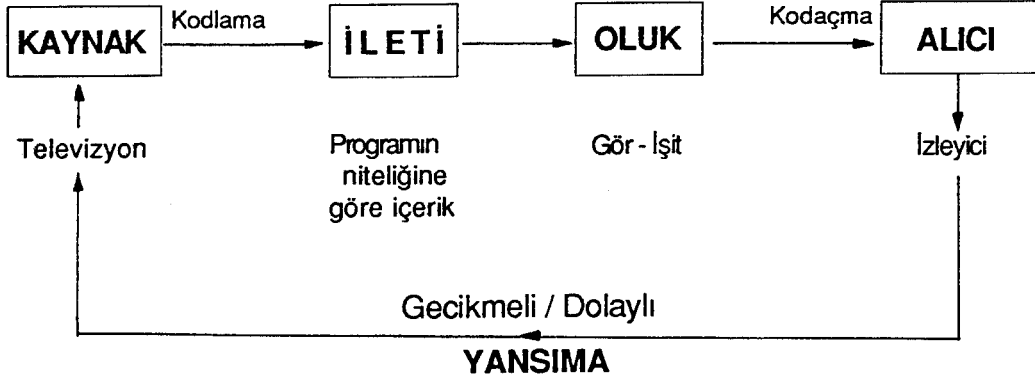 Kodlama
Kodaçma
KAYNAK
İLETİ
OLUK
ALICI
Televizyon
Programın
niteliğine
göre içerik
Gör - İşit
İzleyici
Gecikmeli / Dolaylı
YANSIMA